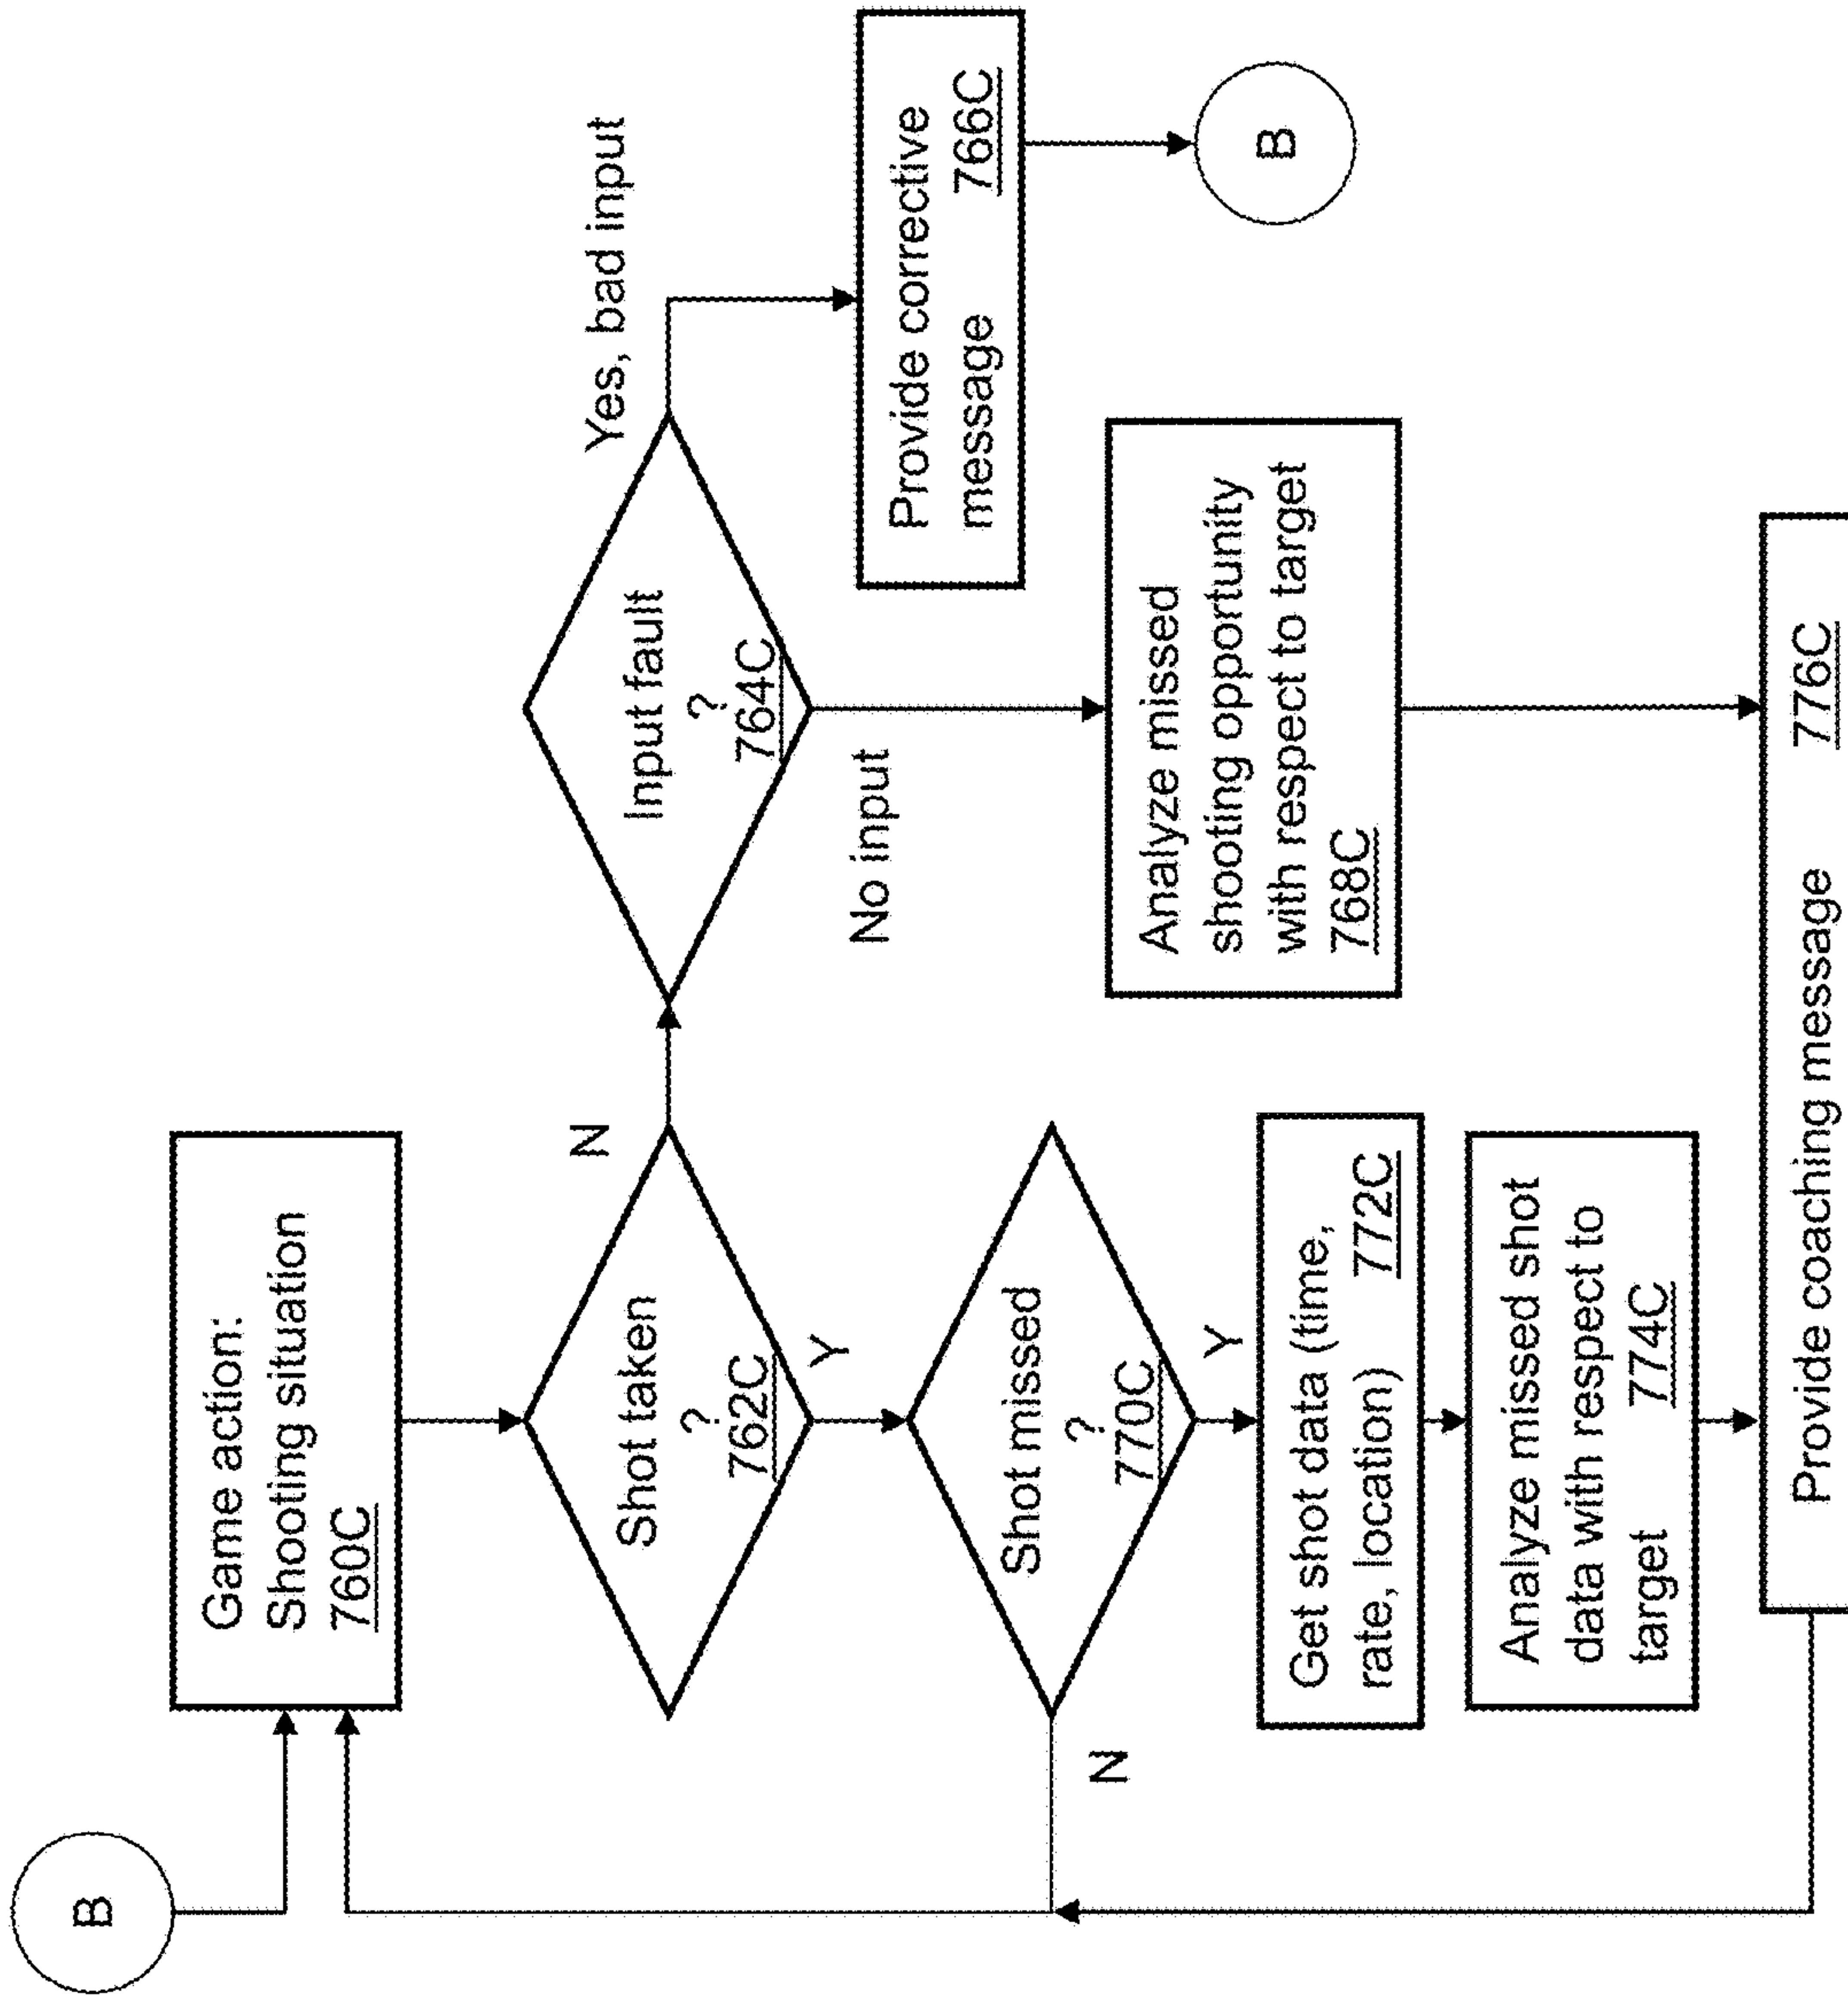 B
Game action:
Shooting situation
760C
Shot taken
?
762C
N
Y
Input fault
?
764C
Yes, bad input
No input
Provide corrective
message 766C
B
Analyze missed
shooting opportunity
with respect to target
768C
Shot missed
?
770C
N
Y
Get shot data (time,
rate, location) 772C
Analyze missed shot
data with respect to
target 774C
Provide coaching message 776C